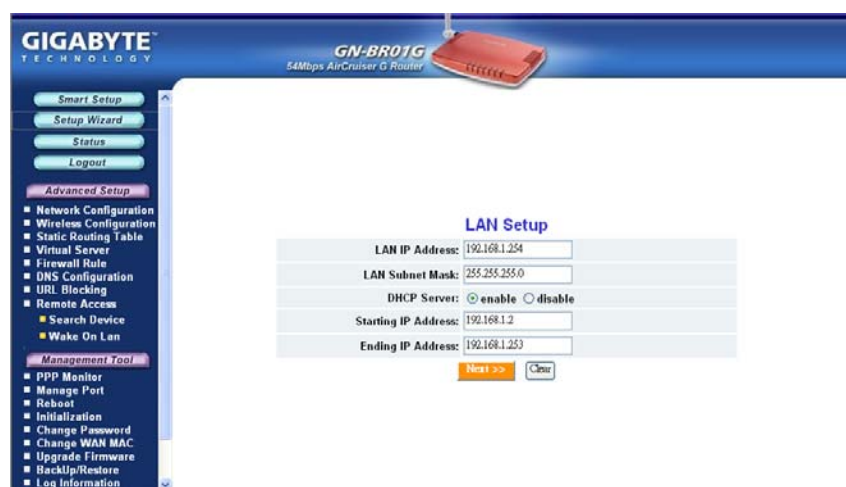 GIGABYTE™
TECHNOLOGY
GN-BR01G
54Mbps AirCruiser G Router
Smart Setup
Setup Wizard
Status
Logout
Advanced Setup
Network Configuration
Wireless Configuration
Static Routing Table
Virtual Server
Firewall Rule
DNS Configuration
URL Blocking
Remote Access
Search Device
Wake On Lan
Management Tool
PPP Monitor
Manage Port
Reboot
Initialization
Change Password
Change WAN MAC
Upgrade Firmware
BackUp/Restore
Log Information
LAN Setup
LAN IP Address: 192.168.1.254
LAN Subnet Mask: 255.255.255.0
DHCP Server: enable disable
Starting IP Address: 192.168.1.2
Ending IP Address: 192.168.1.253
Next >> Clear